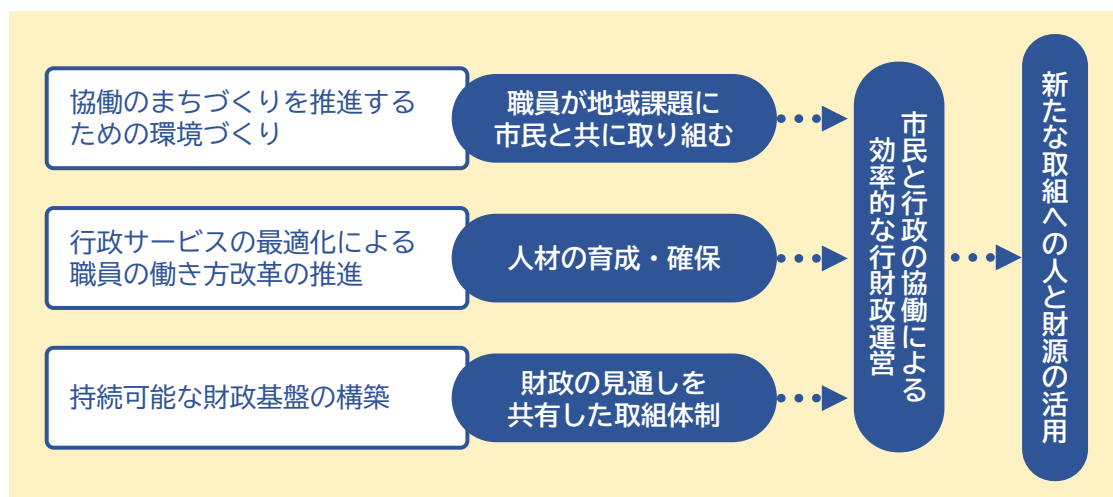 協働のまちづくりを推進する
ための環境づくり
職員が地域課題に
市民と共に取り組む
行政サービスの最適化による
職員の働き方改革の推進
人材の育成・確保
持続可能な財政基盤の構築
財政の見通しを
共有した取組体制
市民と行政の協働による
効率的な行財政運営
新たな取組への人と財源の活用